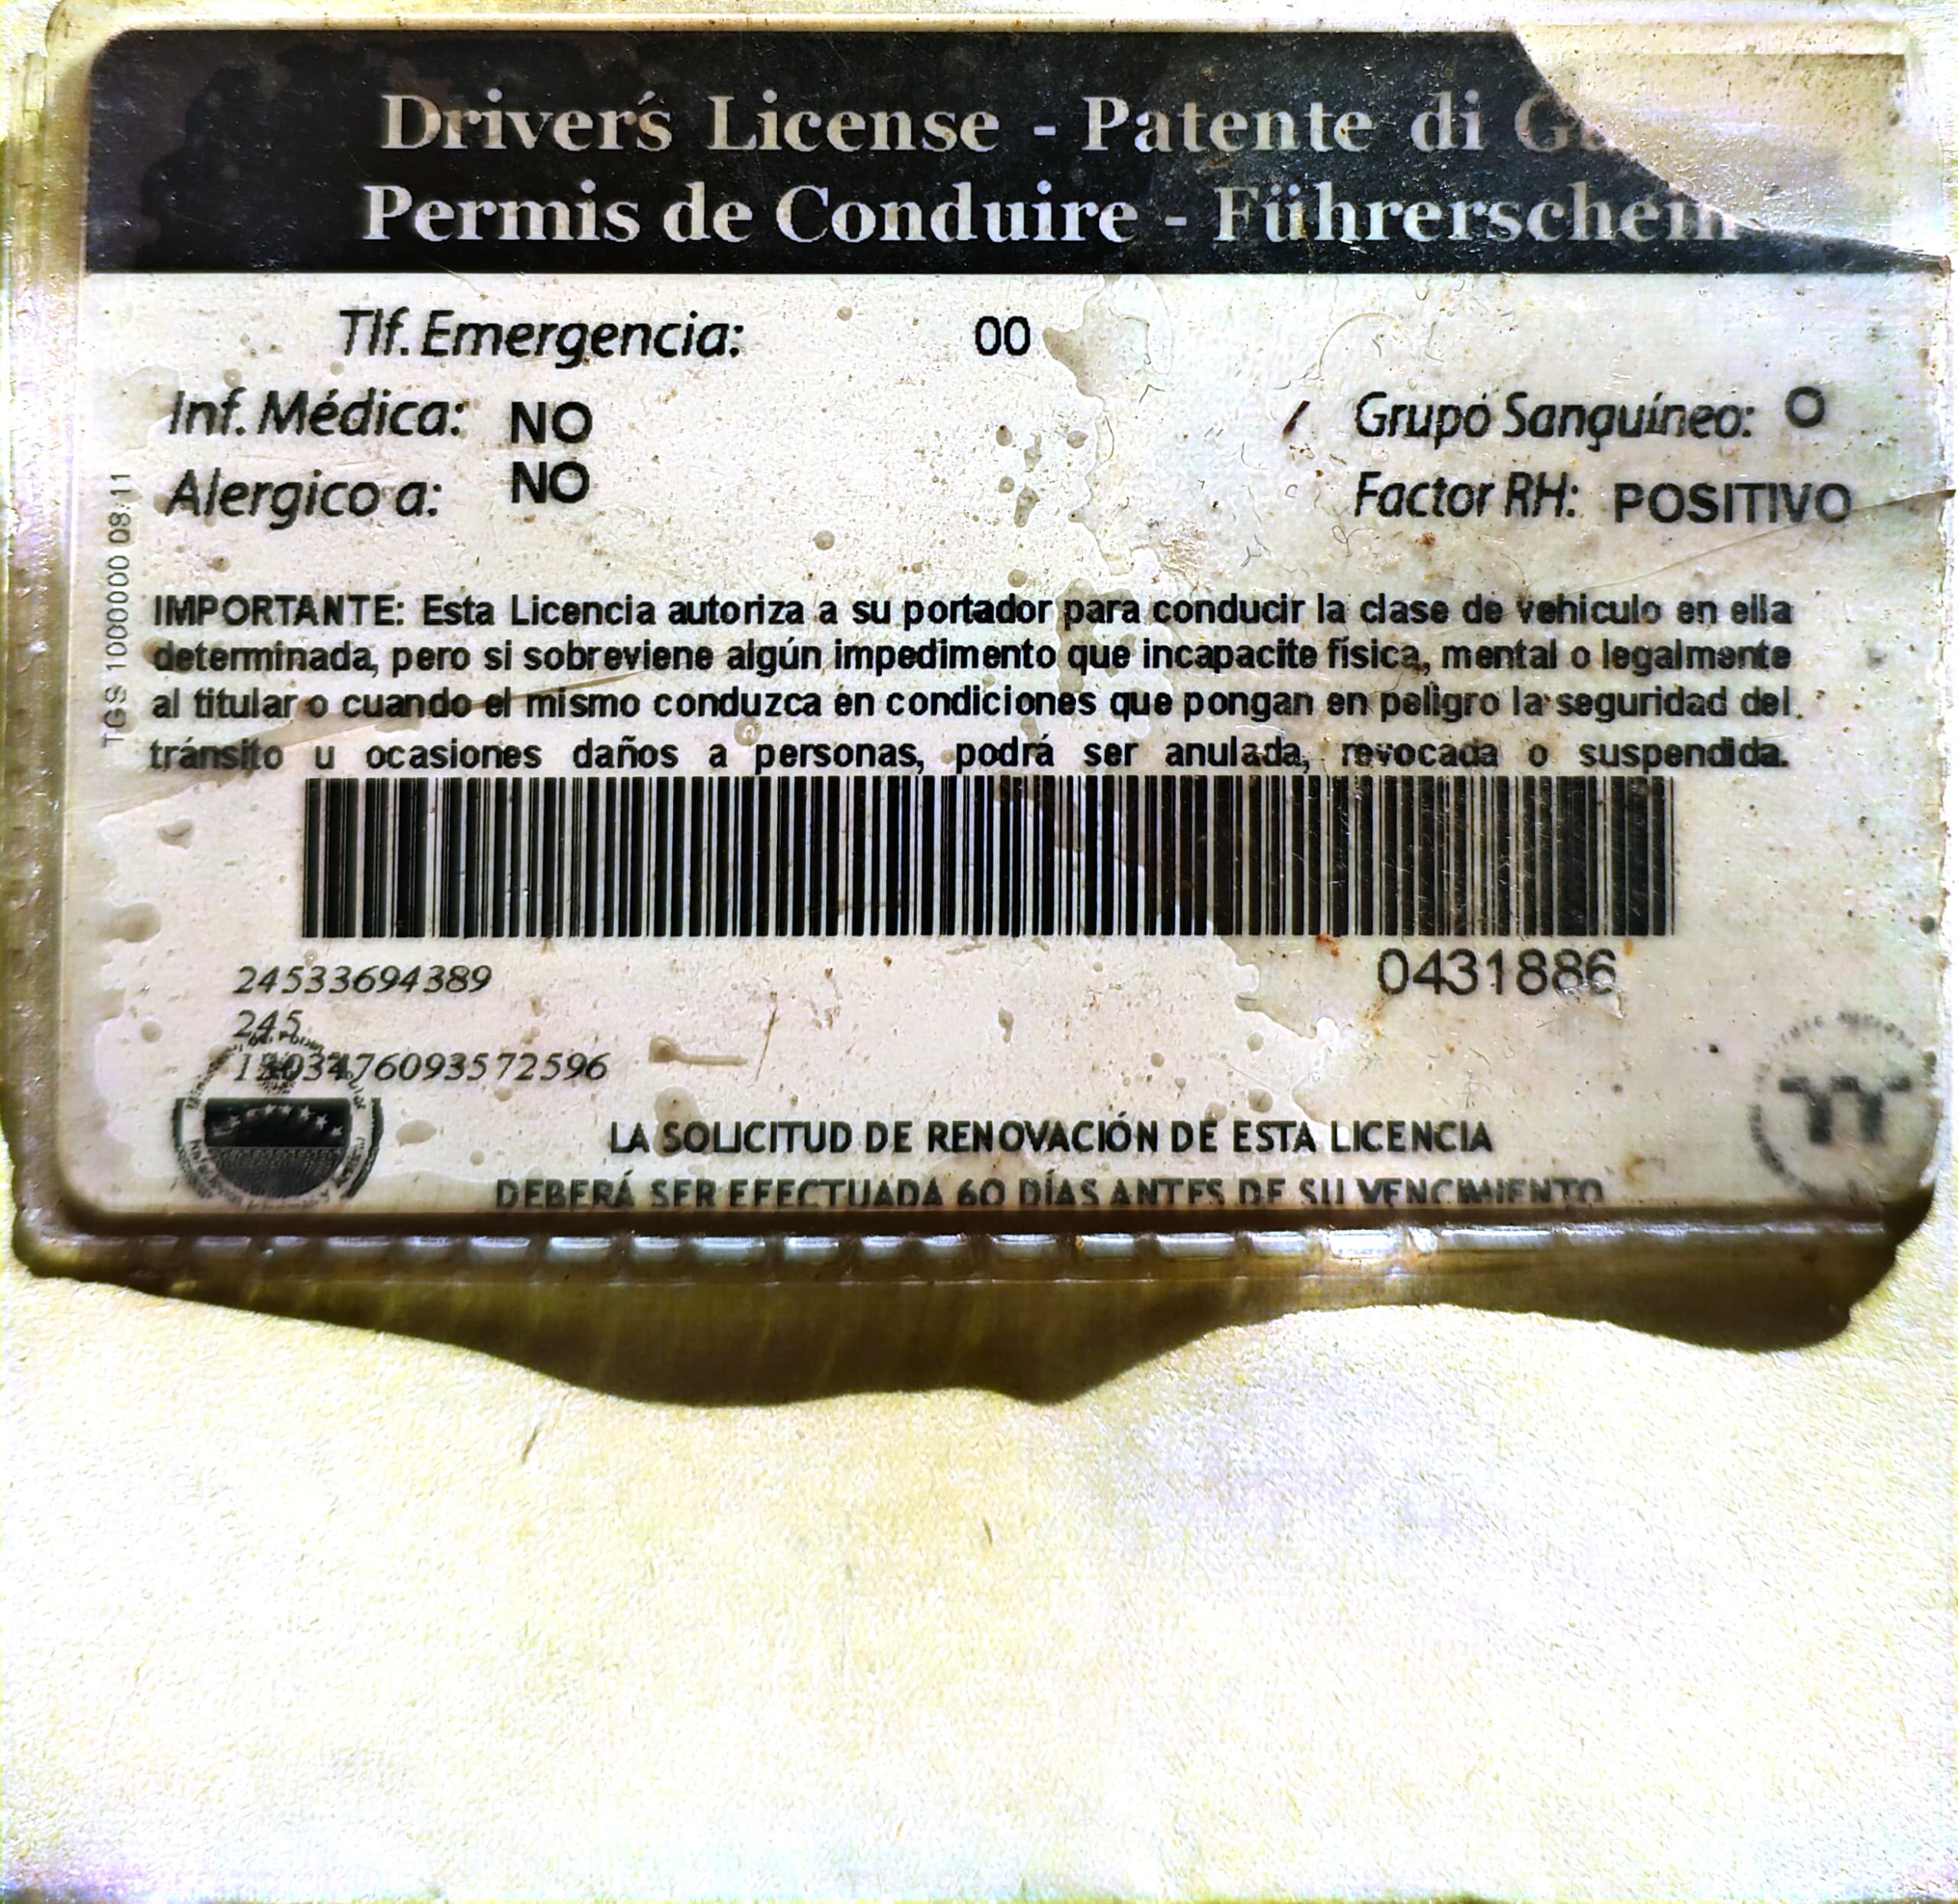 Driver´s License - Patente di
Permis de Conduire - Führerschein
Tlf. Emergencia: 00
Inf. Médica: NO
Grupo Sanguíneo: O
Alergico a: NO
Factor RH: POSITIVO
TGS 1000000 08/11
IMPORTANTE: Esta Licencia autoriza a su portador para conducir la clase de vehiculo en ella
determinada, pero si sobreviene algún impedimento que incapacite física, mental o legalmente
al titular o cuando el mismo conduzca en condiciones que pongan en peligro la seguridad del
tránsito u ocasiones daños a personas, podrá ser anulada, revocada o suspendida.
24533694389
0431886
245
LA SOLICITUD DE RENOVACIÓN DE ESTA LICENCIA
DEBERÁ SER EFECTUADA 60 DÍAS ANTES DE SU VENCIMIENTO